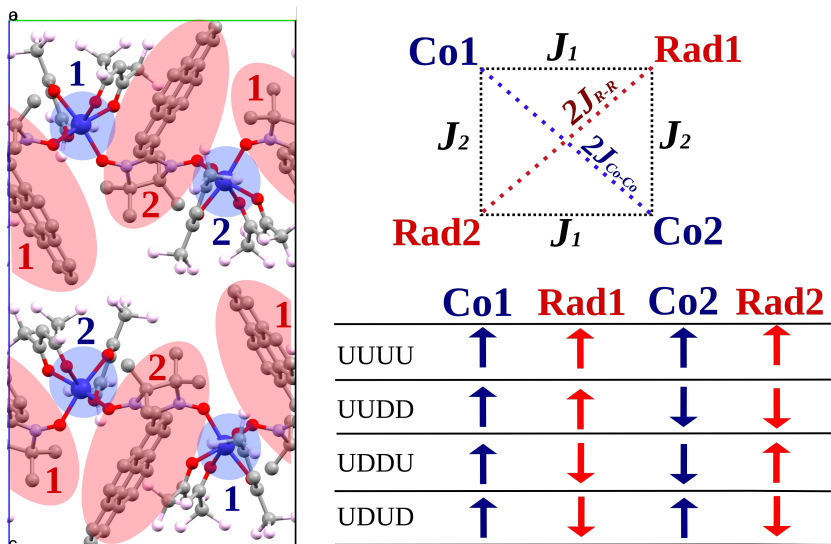 a
1
1
2
2
1
2
2
1
1
1
c
Co1 J1 Rad1
J2 2JR-R 2JCo-Co J2
Rad2 J1 Co2
Co1 Rad1 Co2 Rad2
UUUU ↑ ↑ ↑ ↑
UUDD ↑ ↑ ↓ ↓
UDDU ↑ ↓ ↓ ↑
UDUD ↑ ↓ ↑ ↓